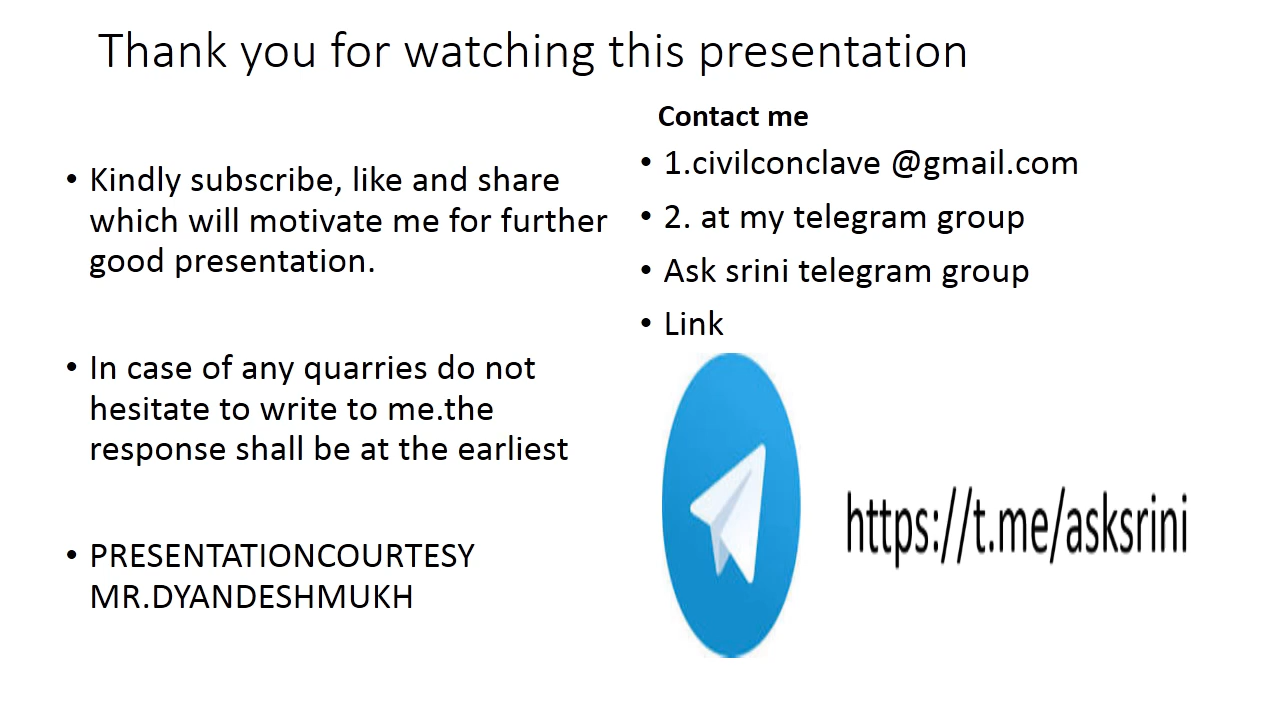 Thank you for watching this presentation
• Kindly subscribe, like and share
which will motivate me for further
good presentation.
• In case of any quarries do not
hesitate to write to me.the
response shall be at the earliest
• PRESENTATIONCOURTESY
MR.DYANDESHMUKH
Contact me
• 1.civilconclave @gmail.com
• 2. at my telegram group
• Ask srini telegram group
• Link
https://t.me/asksrini